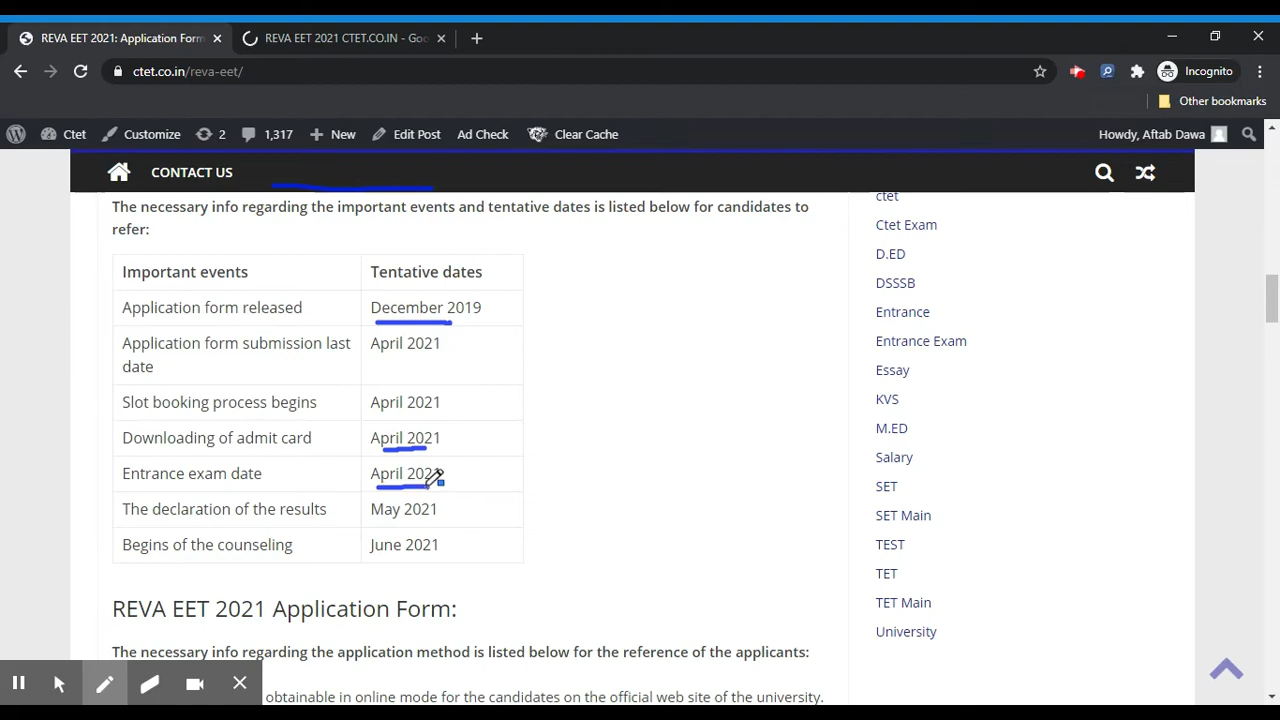 REVA EET 2021: Application Form
REVA EET 2021 CTET.CO.IN - Goo
ctet.co.in/reva-eet/
Incognito
Other bookmarks
Ctet
Customize
2
1,317
New
Edit Post
Ad Check
Clear Cache
Howdy, Aftab Dawa
CONTACT US
The necessary info regarding the important events and tentative dates is listed below for candidates to
refer:
Important events Tentative dates
Application form released December 2019
Application form submission last April 2021
date
Slot booking process begins April 2021
Downloading of admit card April 2021
Entrance exam date April 2021
The declaration of the results May 2021
Begins of the counseling June 2021
REVA EET 2021 Application Form:
The necessary info regarding the application method is listed below for the reference of the applicants:
obtainable in online mode for the candidates on the official web site of the university.
ctet
Ctet Exam
D.ED
DSSSB
Entrance
Entrance Exam
Essay
KVS
M.ED
Salary
SET
SET Main
TEST
TET
TET Main
University